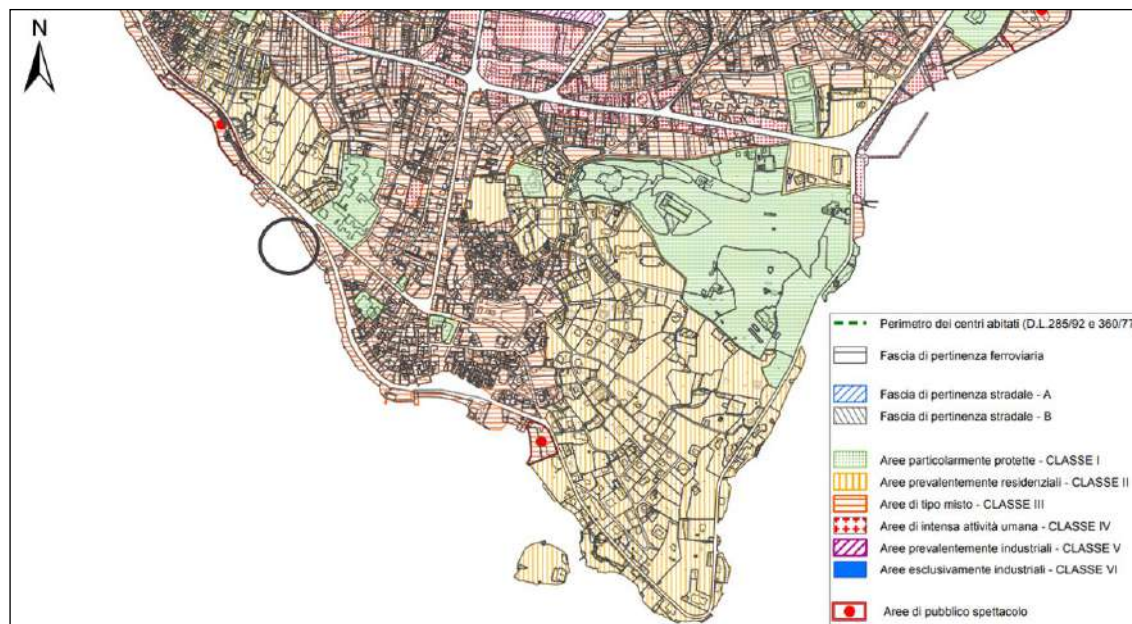 N
Perimetro dei centri abitati (D.L.285/92 e 360/77
Fascia di pertinenza ferroviaria
Fascia di pertinenza stradale - A
Fascia di pertinenza stradale - B
Aree particolarmente protette - CLASSE I
Aree prevalentemente residenziali - CLASSE II
Aree di tipo misto - CLASSE III
Aree di intensa attività umana - CLASSE IV
Aree prevalentemente industriali - CLASSE V
Aree esclusivamente industriali - CLASSE VI
Aree di pubblico spettacolo